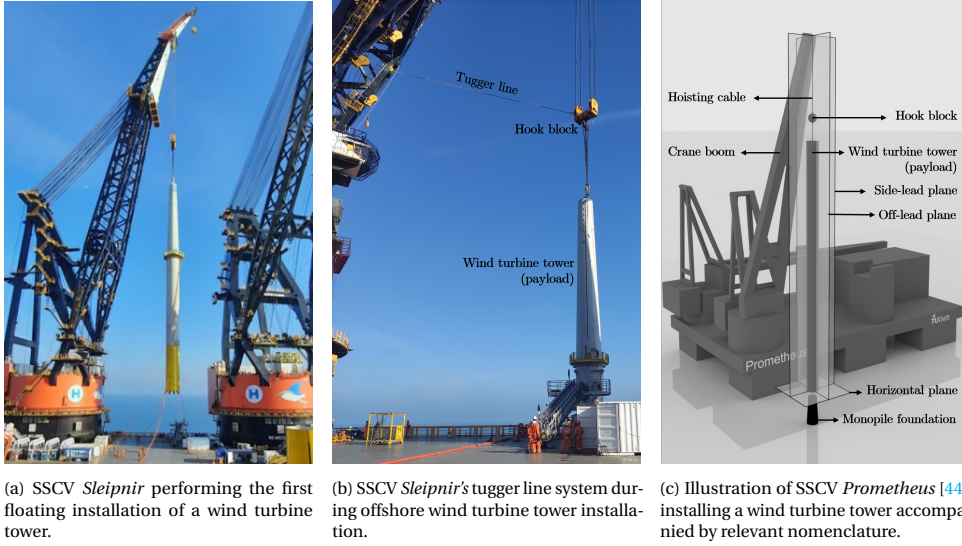 Tugger line
Hook block
Wind turbine tower
(payload)
H
H
Hoisting cable
Hook block
Crane boom
Wind turbine tower
(payload)
Side-lead plane
Off-lead plane
TUDelft
Prometheus
Horizontal plane
Monopile foundation
(a) SSCV Sleipnir performing the first
floating installation of a wind turbine
tower.
(b) SSCV Sleipnir's tugger line system dur-
ing offshore wind turbine tower installa-
tion.
(c) Illustration of SSCV Prometheus [44
installing a wind turbine tower accompa
nied by relevant nomenclature.